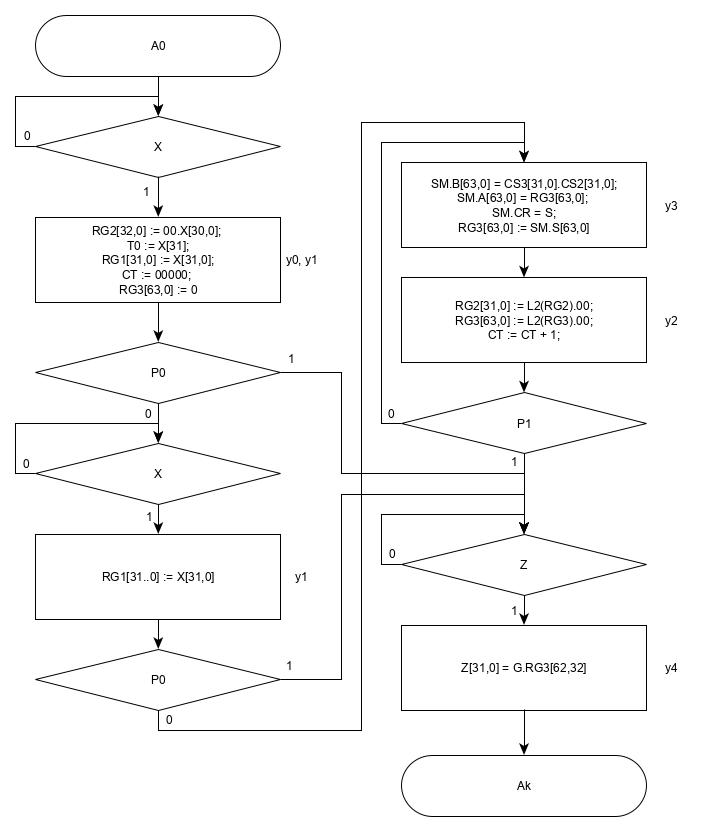 A0
0
X
1
RG2[32,0] := 00.X[30,0];
T0 := X[31];
RG1[31,0] := X[31,0];
CT := 00000;
RG3[63,0] := 0
y0, y1
P0
1
0
0
X
1
RG1[31..0] := X[31,0]
y1
P0
1
0
SM.B[63,0] = CS3[31,0].CS2[31,0];
SM.A[63,0] = RG3[63,0];
SM.CR = S;
RG3[63,0] := SM.S[63,0]
y3
RG2[31,0] := L2(RG2).00;
RG3[63,0] := L2(RG3).00;
CT := CT + 1;
y2
0
P1
1
0
Z
1
Z[31,0] = G.RG3[62,32]
y4
Ak